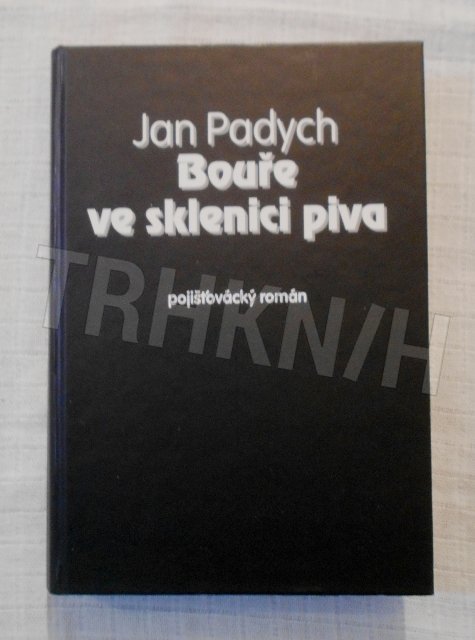 Jan Padych
Bouře
ve sklenici piva
pojišťovácký román
TRHKNIH